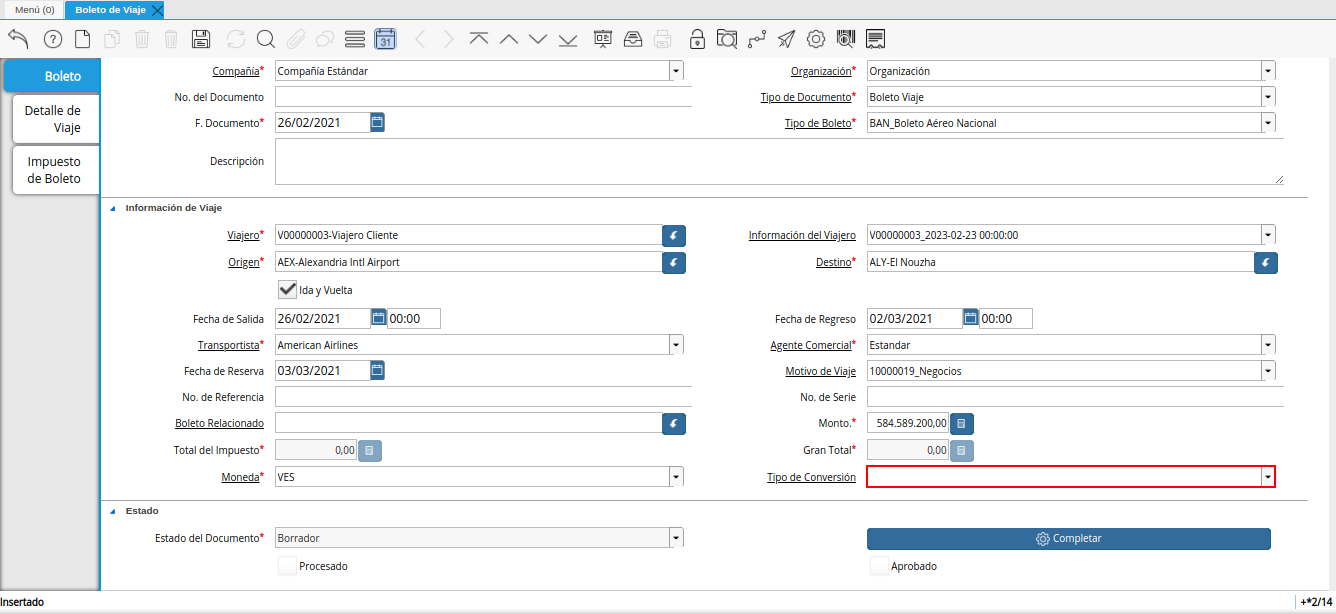 Menú (0)
Boleto de Viaje
31
Boleto
Detalle de
Viaje
Impuesto
de Boleto
Compañía* Compañía Estándar
Organización* Organización
No. del Documento
Tipo de Documento* Boleto Viaje
F. Documento* 26/02/2021
Tipo de Boleto* BAN_Boleto Aéreo Nacional
Descripción
Información de Viaje
Viajero* V00000003-Viajero Cliente
Información del Viajero V00000003_2023-02-23 00:00:00
Origen* AEX-Alexandria Intl Airport
Destino* ALY-El Nouzha
Ida y Vuelta
Fecha de Salida 26/02/2021 00:00
Fecha de Regreso 02/03/2021 00:00
Transportista* American Airlines
Agente Comercial* Estandar
Fecha de Reserva 03/03/2021
Motivo de Viaje 10000019_Negocios
No. de Referencia
No. de Serie
Boleto Relacionado
Monto.* 584.589.200,00
Total del Impuesto* 0,00
Gran Total* 0,00
Moneda* VES
Tipo de Conversión
Estado
Estado del Documento* Borrador
Completar
Procesado
Aprobado
Insertado
+*2/14